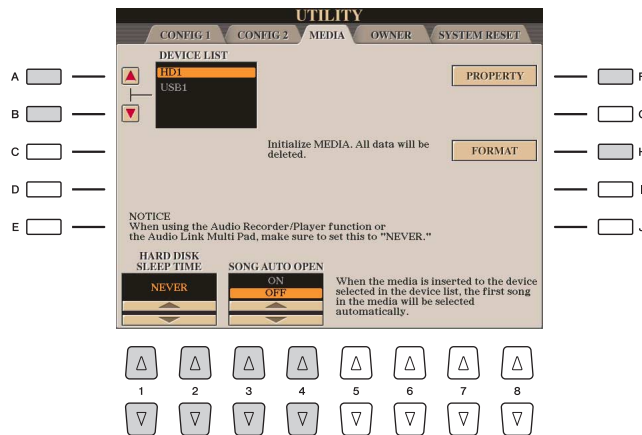 UTILITY
CONFIG 1 CONFIG 2 MEDIA OWNER SYSTEM RESET
DEVICE LIST
HD1
USB1
PROPERTY
Initialize MEDIA. All data will be
deleted.
FORMAT
NOTICE
When using the Audio Recorder/Player function or
the Audio Link Multi Pad, make sure to set this to "NEVER."
HARD DISK
SLEEP TIME
NEVER
SONG AUTO OPEN
ON
OFF
When the media is inserted to the device
selected in the device list, the first song
in the media will be selected
automatically.
A
B
C
D
E
H
J
1 2 3 4 5 6 7 8